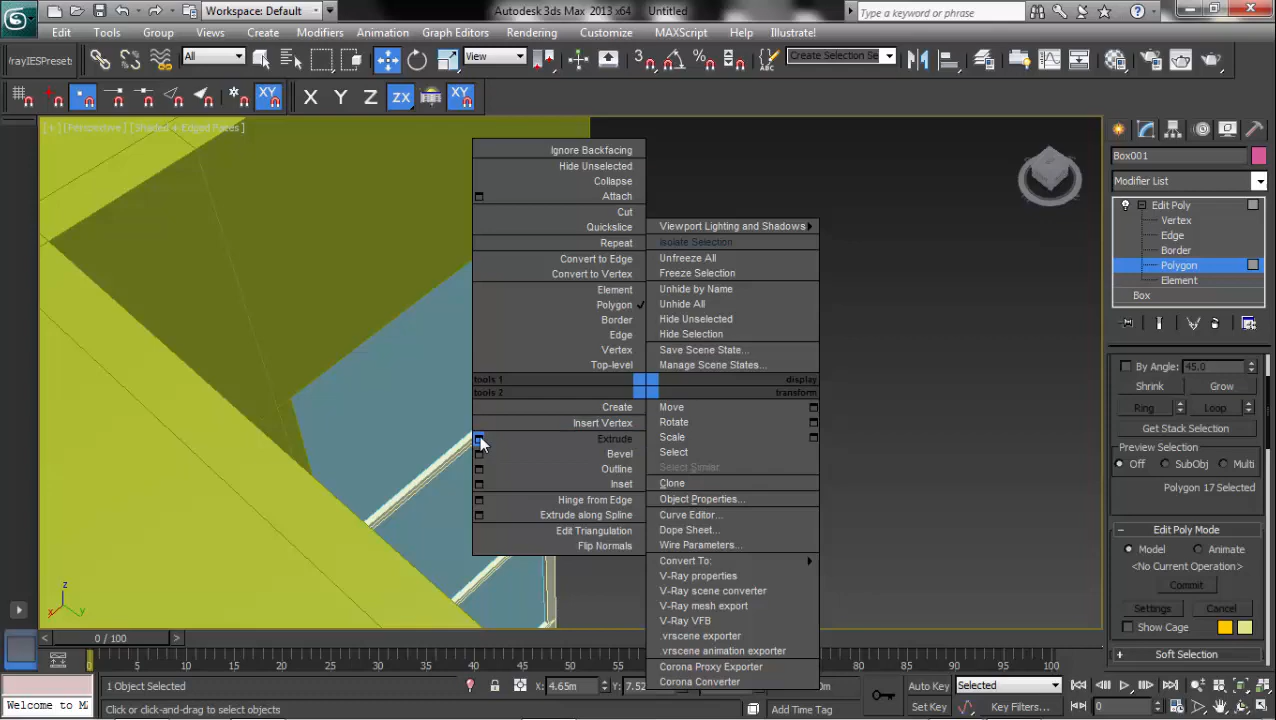 Workspace: Default
Autodesk 3ds Max 2013 x64
Untitled
Type a keyword or phrase
Edit
Tools
Group
Views
Create
Modifiers
Animation
Graph Editors
Rendering
Customize
MAXScript
Help
Illustrate!
/rayIESPreset
All
View
Create Selection Se
X
Y
Z
ZX
XY
XY
[+] [Perspective] [Shaded + Edged Faces]
Ignore Backfacing
Hide Unselected
Collapse
Attach
Cut
Quickslice
Repeat
Convert to Edge
Convert to Vertex
Element
Polygon
Border
Edge
Vertex
Top-level
tools 1
tools 2
Create
Insert Vertex
Extrude
Bevel
Outline
Inset
Hinge from Edge
Extrude along Spline
Edit Triangulation
Flip Normals
Viewport Lighting and Shadows
Isolate Selection
Unfreeze All
Freeze Selection
Unhide by Name
Unhide All
Hide Unselected
Hide Selection
Save Scene State...
Manage Scene States...
display
transform
Move
Rotate
Scale
Select
Select Similar
Clone
Object Properties...
Curve Editor...
Dope Sheet...
Wire Parameters...
Convert To:
V-Ray properties
V-Ray scene converter
V-Ray mesh export
V-Ray VFB
.vrscene exporter
.vrscene animation exporter
Corona Proxy Exporter
Corona Converter
Box001
Modifier List
Edit Poly
Vertex
Edge
Border
Polygon
Element
Box
By Angle: 45.0
Shrink
Grow
Ring
Loop
Get Stack Selection
Preview Selection
Off
SubObj
Multi
Polygon 17 Selected
Edit Poly Mode
Model
Animate
<No Current Operation>
Commit
Settings
Cancel
Show Cage
Soft Selection
z
x
y
0 / 100
0 5 10 15 20 25 30 35 40 45 50 55 60 80 85 90 95 100
1 Object Selected
X: 4.65m
Y: 7.52
Auto Key
Selected
Welcome to M
Click or click-and-drag to select objects
Add Time Tag
Set Key
Key Filters...
0